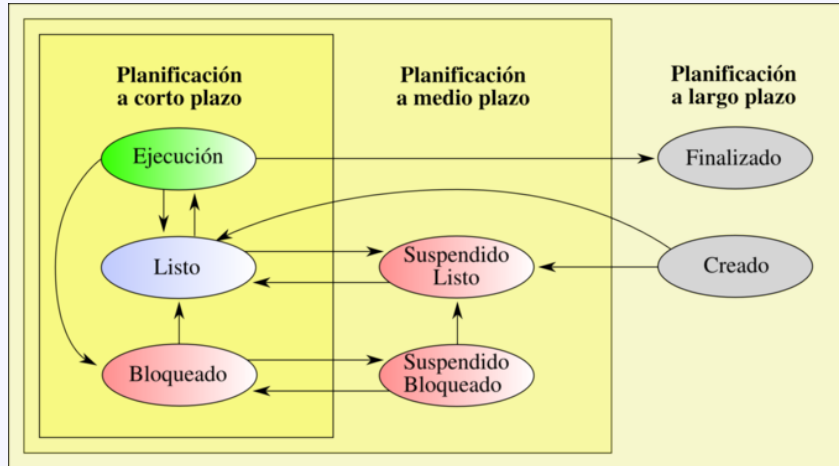 Planificación
a corto plazo
Planificación
a medio plazo
Planificación
a largo plazo
Ejecución
Finalizado
Listo
Suspendido
Listo
Creado
Bloqueado
Suspendido
Bloqueado